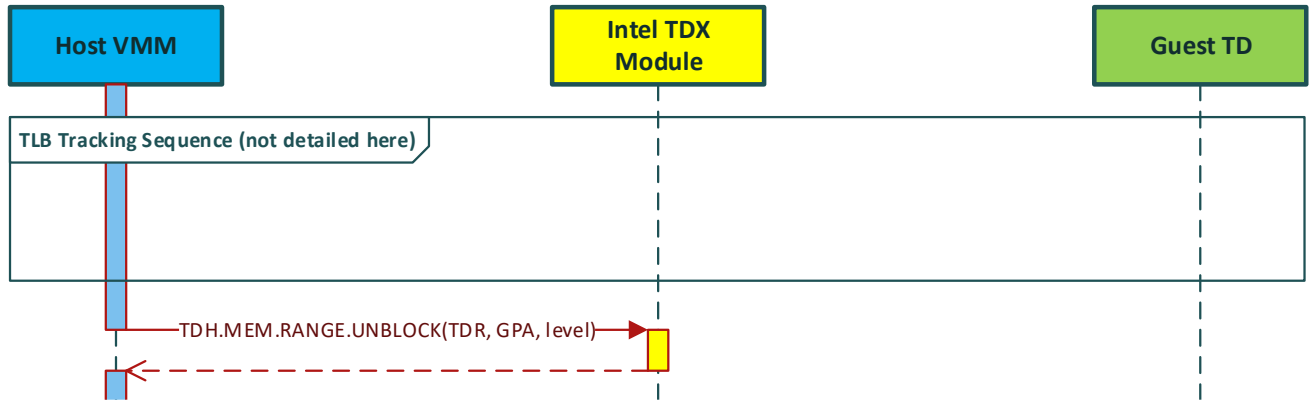 Host VMM
Intel TDX
Module
Guest TD
TLB Tracking Sequence (not detailed here)
TDH.MEM.RANGE.UNBLOCK(TDR, GPA, level)